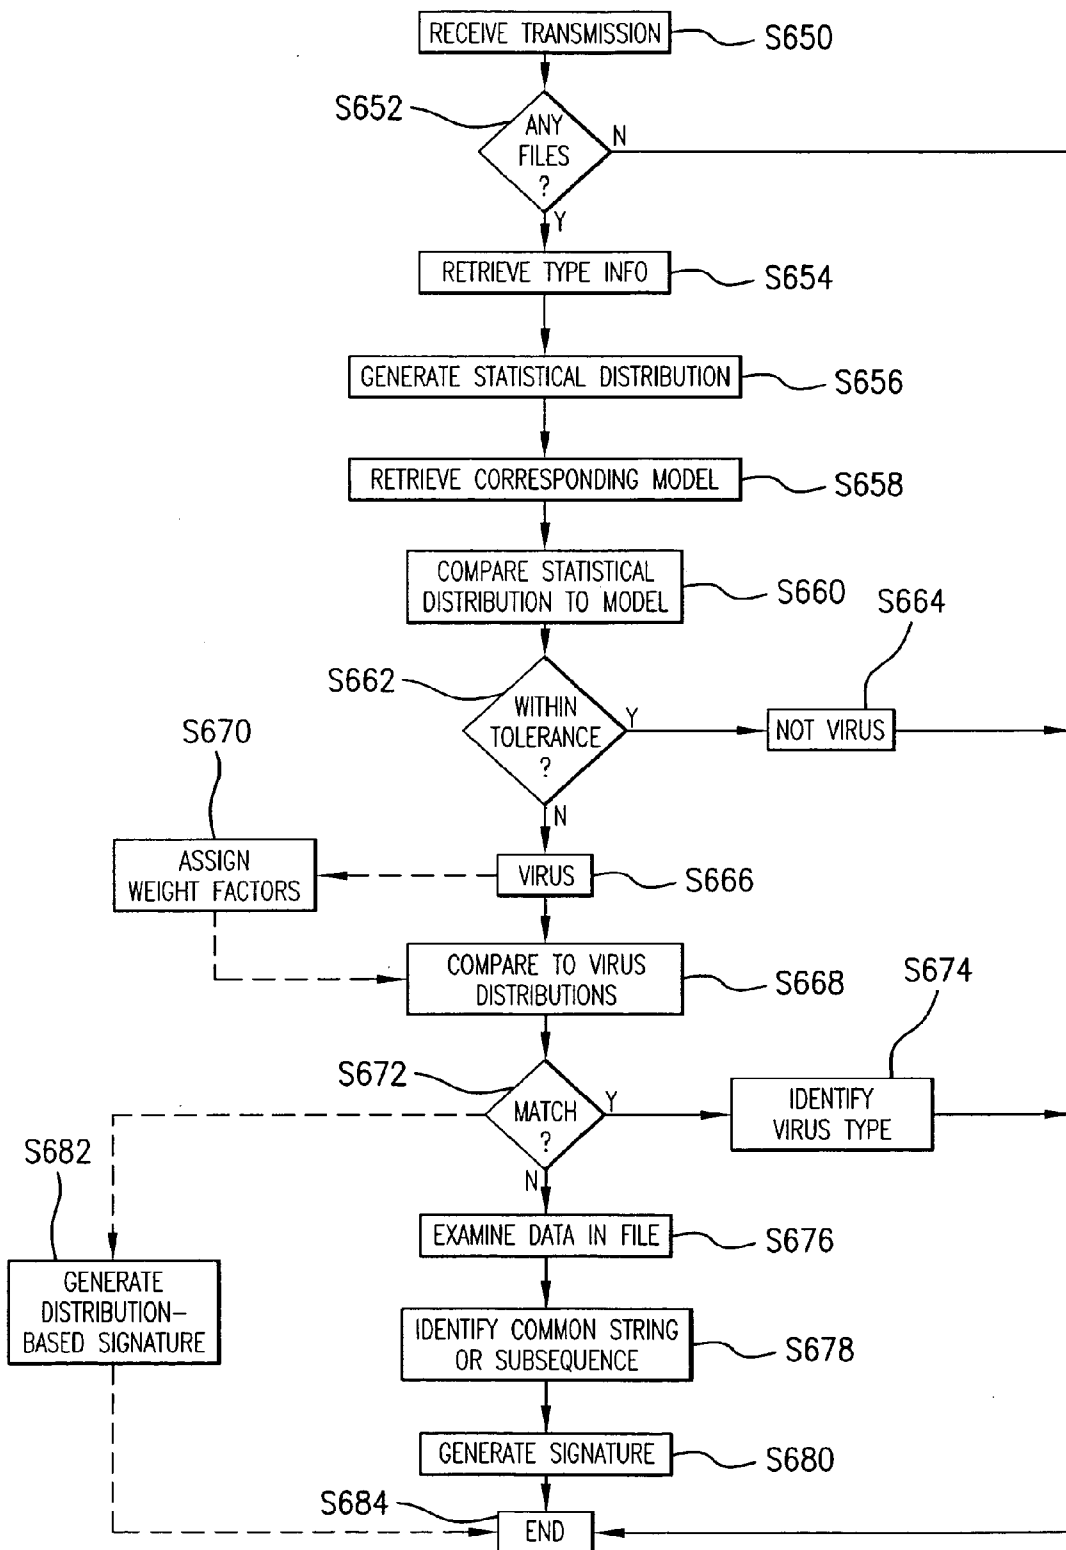 RECEIVE TRANSMISSION
S650
S652
ANY
FILES
?
N
Y
RETRIEVE TYPE INFO
S654
GENERATE STATISTICAL DISTRIBUTION
S656
RETRIEVE CORRESPONDING MODEL
S658
COMPARE STATISTICAL
DISTRIBUTION TO MODEL
S660
S664
S662
WITHIN
TOLERANCE
?
Y
NOT VIRUS
N
S670
ASSIGN
WEIGHT FACTORS
VIRUS
S666
COMPARE TO VIRUS
DISTRIBUTIONS
S668
S674
S672
MATCH
?
Y
IDENTIFY
VIRUS TYPE
N
S682
EXAMINE DATA IN FILE
S676
GENERATE
DISTRIBUTION-
BASED SIGNATURE
IDENTIFY COMMON STRING
OR SUBSEQUENCE
S678
GENERATE SIGNATURE
S680
S684
END